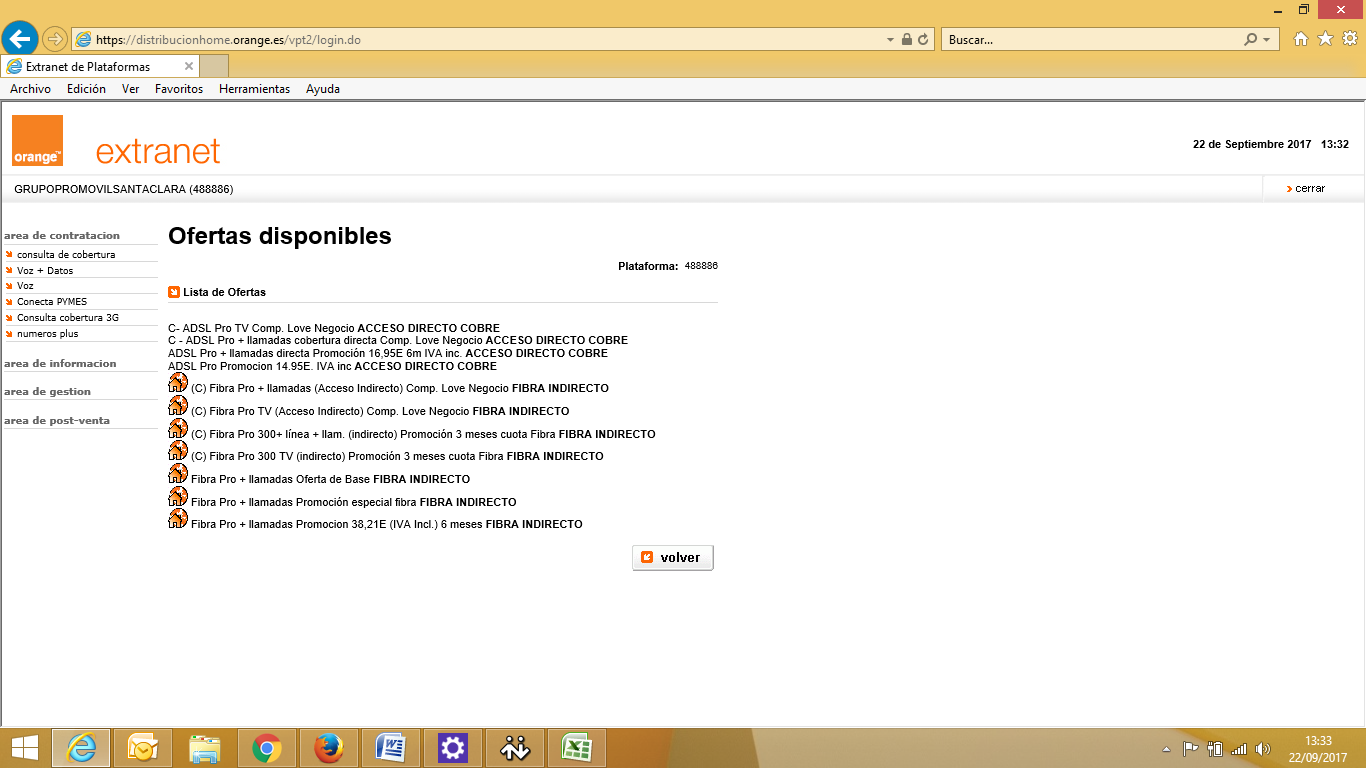 https://distribucionhome.orange.es/vpt2/login.do
Buscar...
Extranet de Plataformas
Archivo Edición Ver Favoritos Herramientas Ayuda
orange™
extranet
22 de Septiembre 2017 13:32
GRUPOPROMOVILSANTACLARA (488886)
cerrar
area de contratacion
consulta de cobertura
Voz + Datos
Voz
Conecta PYMES
Consulta cobertura 3G
numeros plus
area de informacion
area de gestion
area de post-venta
Ofertas disponibles
Plataforma: 488886
Lista de Ofertas
C- ADSL Pro TV Comp. Love Negocio ACCESO DIRECTO COBRE
C - ADSL Pro + llamadas cobertura directa Comp. Love Negocio ACCESO DIRECTO COBRE
ADSL Pro + llamadas directa Promoción 16,95E 6m IVA inc. ACCESO DIRECTO COBRE
ADSL Pro Promocion 14.95E. IVA inc ACCESO DIRECTO COBRE
(C) Fibra Pro + llamadas (Acceso Indirecto) Comp. Love Negocio FIBRA INDIRECTO
(C) Fibra Pro TV (Acceso Indirecto) Comp. Love Negocio FIBRA INDIRECTO
(C) Fibra Pro 300+ línea + llam. (indirecto) Promoción 3 meses cuota Fibra FIBRA INDIRECTO
(C) Fibra Pro 300 TV (indirecto) Promoción 3 meses cuota Fibra FIBRA INDIRECTO
Fibra Pro + llamadas Oferta de Base FIBRA INDIRECTO
Fibra Pro + llamadas Promoción especial fibra FIBRA INDIRECTO
Fibra Pro + llamadas Promocion 38,21E (IVA Incl.) 6 meses FIBRA INDIRECTO
volver
13:33
22/09/2017